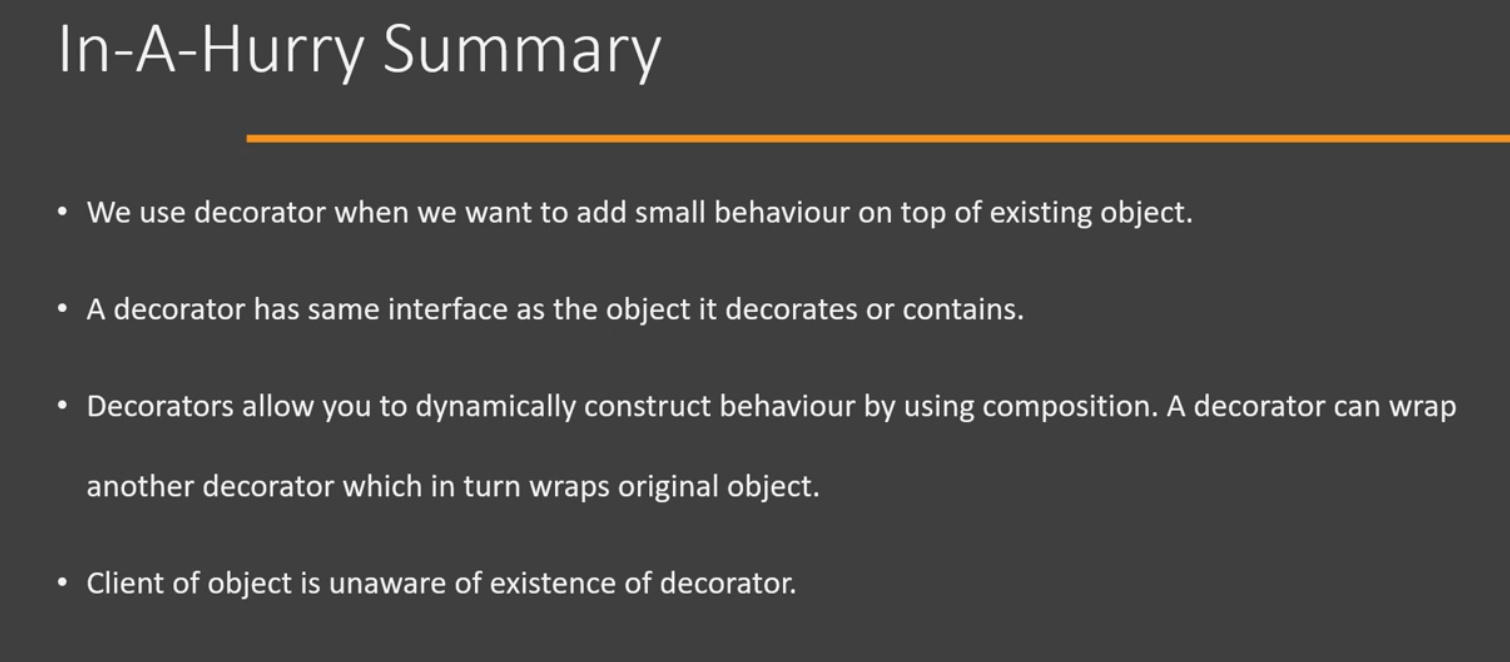 In-A-Hurry Summary
• We use decorator when we want to add small behaviour on top of existing object.
• A decorator has same interface as the object it decorates or contains.
• Decorators allow you to dynamically construct behaviour by using composition. A decorator can wrap
another decorator which in turn wraps original object.
• Client of object is unaware of existence of decorator.